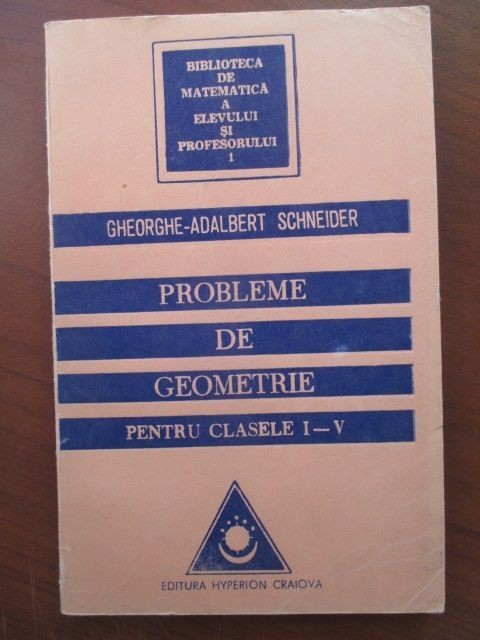 BIBLIOTECA
DE
MATEMATICĂ
A
ELEVULUI
ŞI
PROFESORULUI
1
GHEORGHE-ADALBERT SCHNEIDER
PROBLEME
DE
GEOMETRIE
PENTRU CLASELE I—V
EDITURA HYPERION CRAIOVA